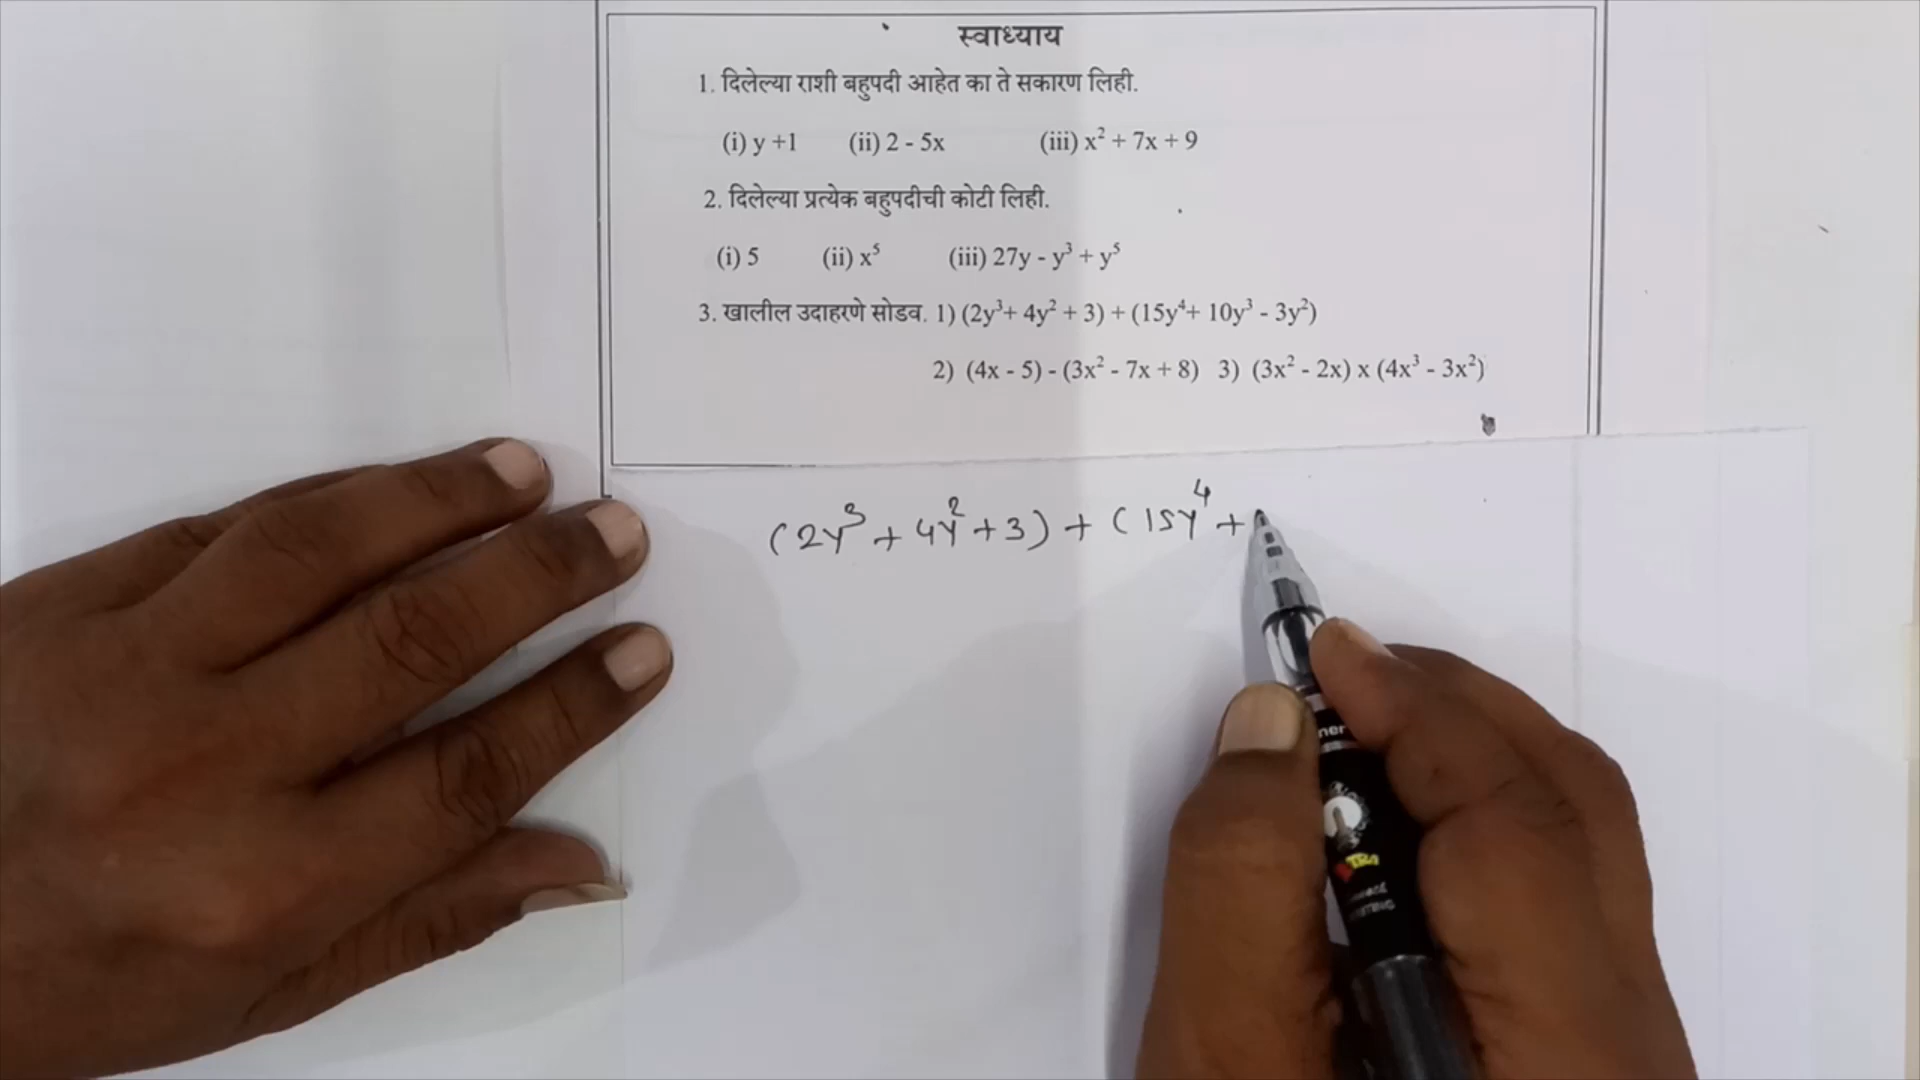 स्वाध्याय
1. दिलेल्या राशी बहुपदी आहेत का ते सकारण लिही.
(i) y +1 (ii) 2 - 5x (iii) x² + 7x + 9
2. दिलेल्या प्रत्येक बहुपदीची कोटी लिही.
(i) 5 (ii) x⁵ (iii) 27y - y³ + y⁵
3. खालील उदाहरणे सोडव. 1) (2y³+ 4y² + 3) + (15y⁴+ 10y³ - 3y²)
2) (4x - 5) - (3x² - 7x + 8) 3) (3x² - 2x) x (4x³ - 3x²)
(2y³ + 4y² + 3) + (15y⁴ +